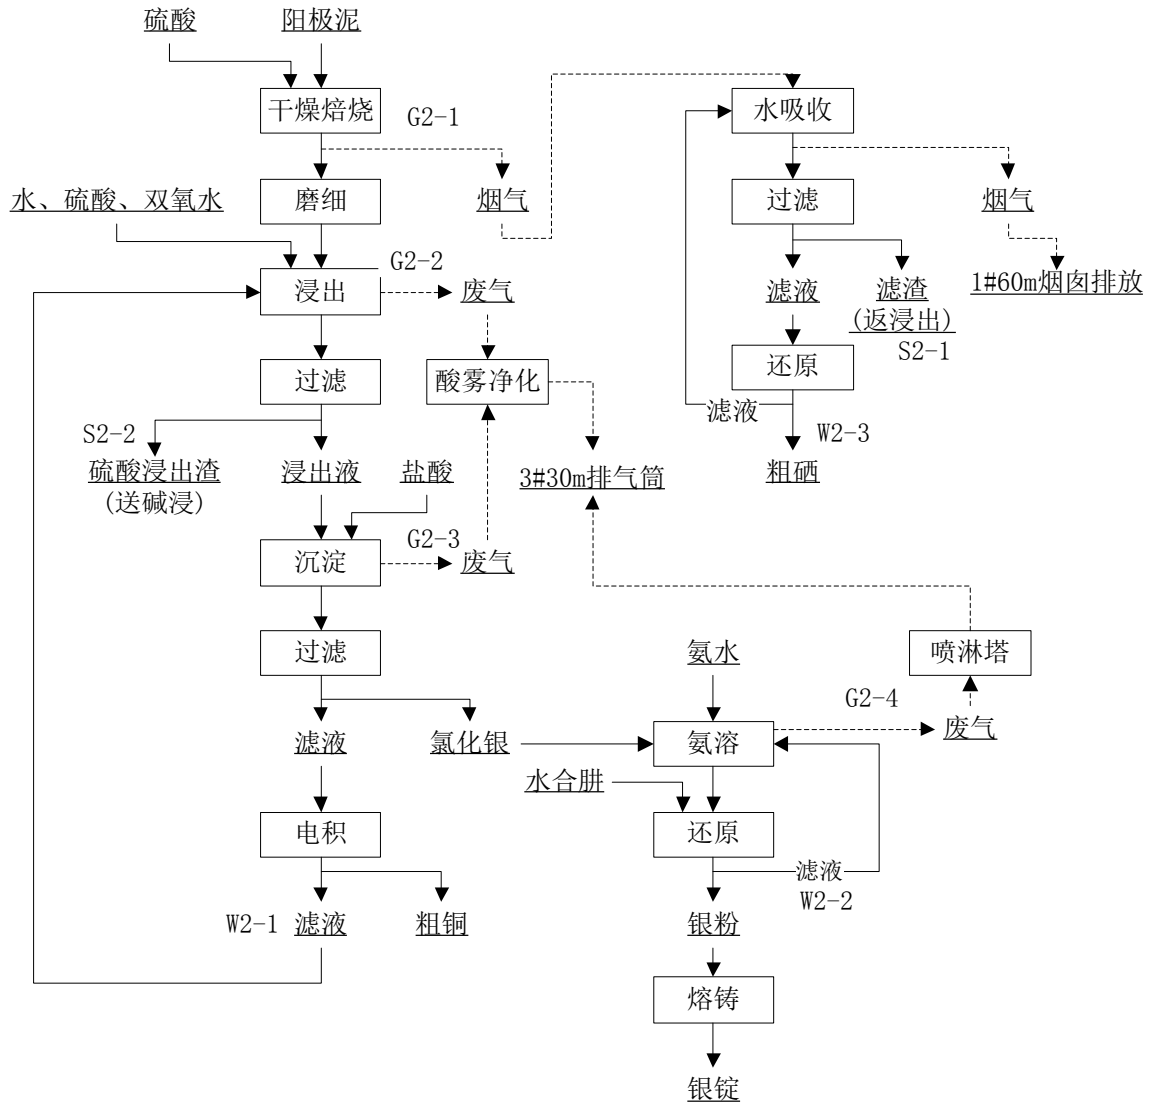 硫酸
阳极泥
干燥焙烧
G2-1
水吸收
水、硫酸、双氧水
磨细
烟气
过滤
烟气
G2-2
浸出
废气
滤液
滤渣
(返浸出)
S2-1
1#60m烟囱排放
过滤
酸雾净化
还原
滤液
W2-3
S2-2
硫酸浸出渣
(送碱浸)
浸出液
盐酸
3#30m排气筒
粗硒
G2-3
沉淀
废气
过滤
氨水
喷淋塔
G2-4
滤液
氯化银
氨溶
废气
水合肼
电积
还原
滤液
W2-2
W2-1
滤液
粗铜
银粉
熔铸
银锭